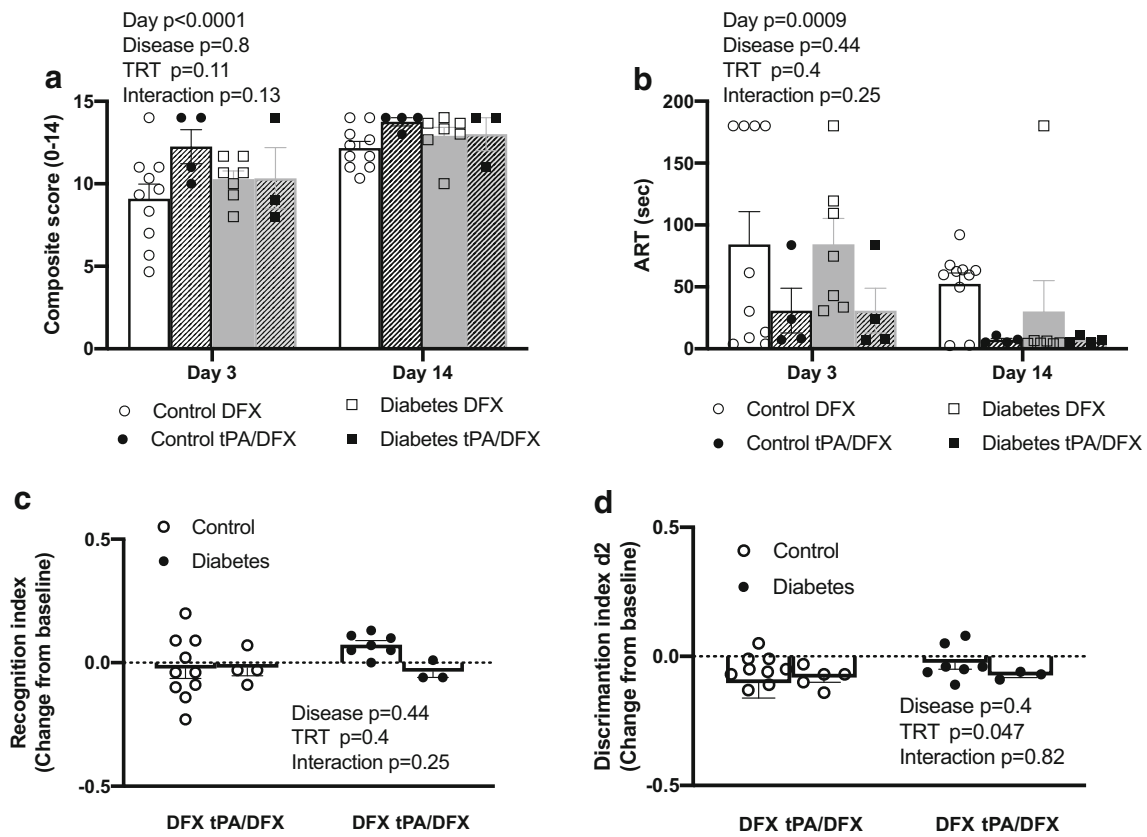 Day p<0.0001
Disease p=0.8
TRT p=0.11
Interaction p=0.13
a
Composite score (0-14)
15
10
5
0
Day 3
Day 14
Control DFX
Diabetes DFX
Control tPA/DFX
Diabetes tPA/DFX
Day p=0.0009
Disease p=0.44
TRT p=0.4
Interaction p=0.25
b
ART (sec)
200
150
100
50
0
Day 3
Day 14
Control DFX
Diabetes DFX
Control tPA/DFX
Diabetes tPA/DFX
c
Recognition index
(Change from baseline)
0.5
0.0
-0.5
Control
Diabetes
Disease p=0.44
TRT p=0.4
Interaction p=0.25
DFX tPA/DFX
DFX tPA/DFX
d
Discrimantion index d2
(Change from baseline)
0.5
0.0
-0.5
Control
Diabetes
Disease p=0.4
TRT p=0.047
Interaction p=0.82
DFX tPA/DFX
DFX tPA/DFX